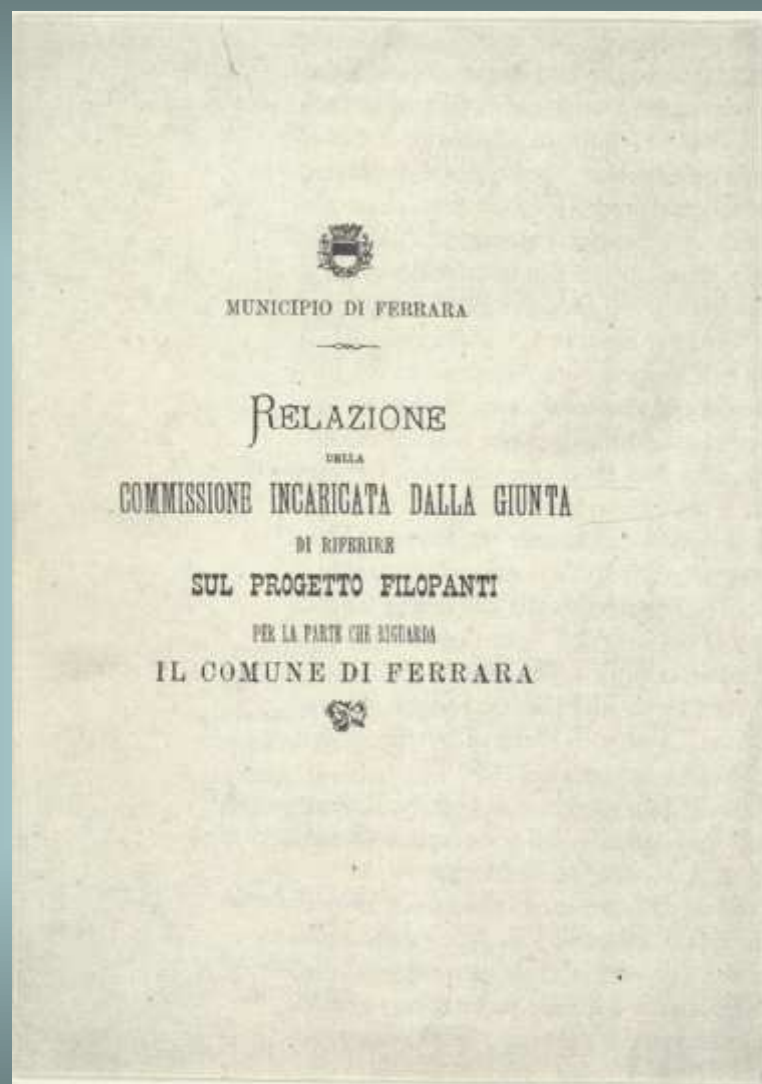 MUNICIPIO DI FERRARA
RELAZIONE
DELLA
COMMISSIONE INCARICATA DALLA GIUNTA
DI RIFERIRE
SUL PROGETTO FILOPANTI
PER LA PARTE CHE RIGUARDA
IL COMUNE DI FERRARA